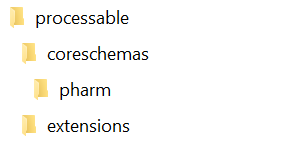 processable
coreschemas
pharm
extensions